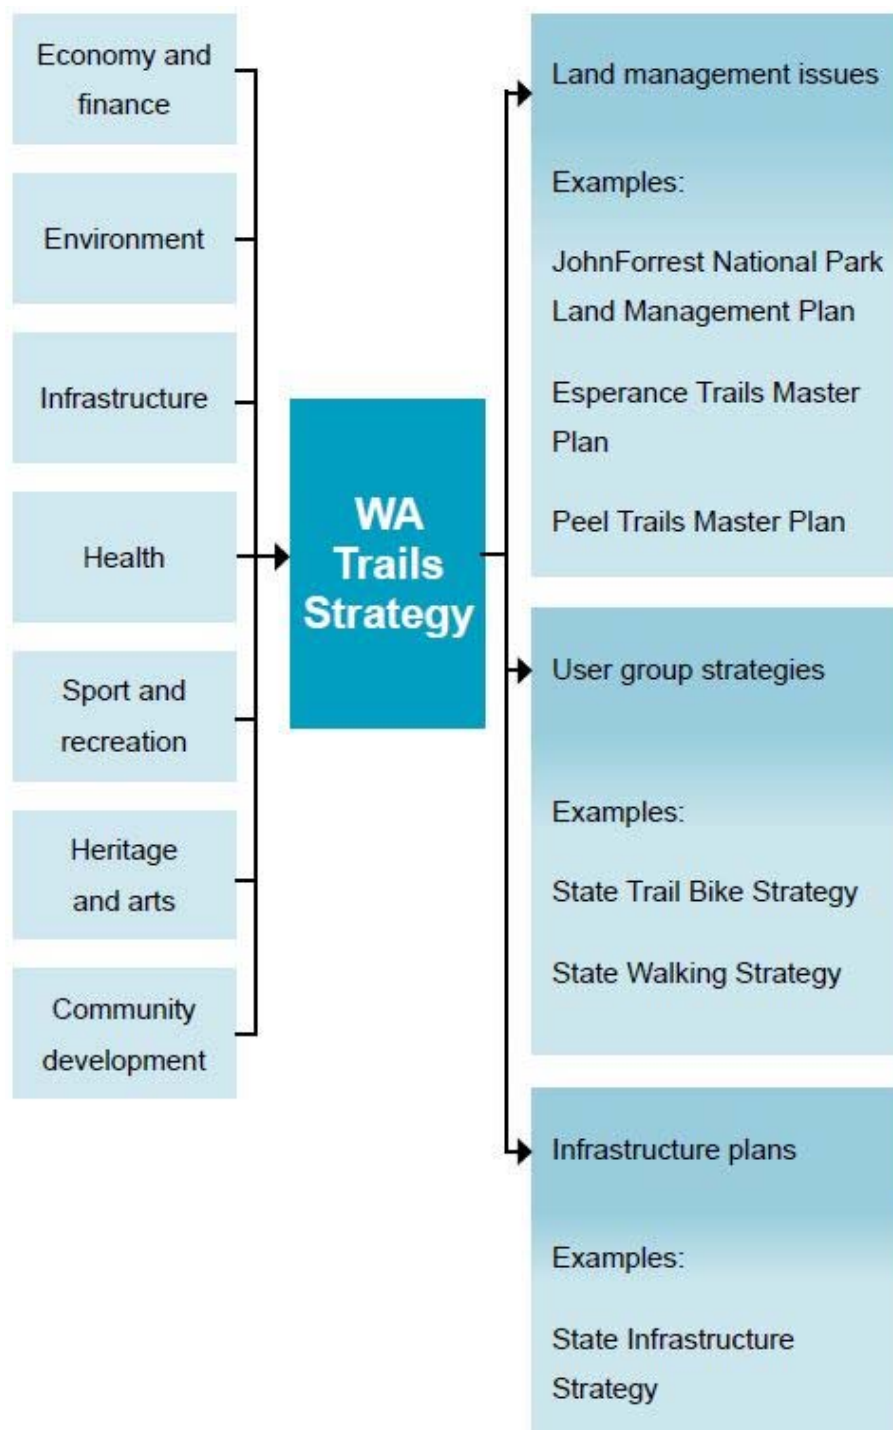 Economy and
finance
Environment
Infrastructure
Health
Sport and
recreation
Heritage
and arts
Community
development
WA
Trails
Strategy
Land management issues
Examples:
JohnForrest National Park
Land Management Plan
Esperance Trails Master
Plan
Peel Trails Master Plan
User group strategies
Examples:
State Trail Bike Strategy
State Walking Strategy
Infrastructure plans
Examples:
State Infrastructure
Strategy